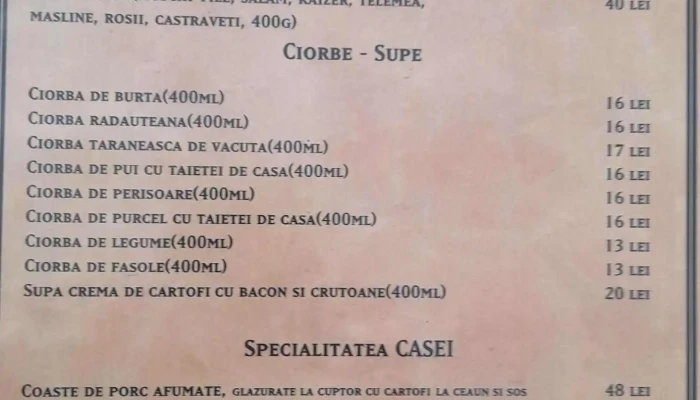 SALAM, KAIZER, TELEMEA, 40 LEI
MASLINE, ROSII, CASTRAVETI, 400G)
CIORBE - SUPE
CIORBA DE BURTA(400ML) 16 LEI
CIORBA RADAUTEANA(400ML) 16 LEI
CIORBA TARANEASCA DE VACUTA(400ML) 17 LEI
CIORBA DE PUI CU TAIETEI DE CASA(400ML) 16 LEI
CIORBA DE PERISOARE(400ML) 16 LEI
CIORBA DE PURCEL CU TAIETEI DE CASA(400ML) 16 LEI
CIORBA DE LEGUME(400ML) 13 LEI
CIORBA DE FASOLE(400ML) 13 LEI
SUPA CREMA DE CARTOFI CU BACON SI CRUTOANE(400ML) 20 LEI
SPECIALITATEA CASEI
COASTE DE PORC AFUMATE, GLAZURATE LA CUPTOR CU CARTOFI LA CEAUN SI SOS 48 LEI